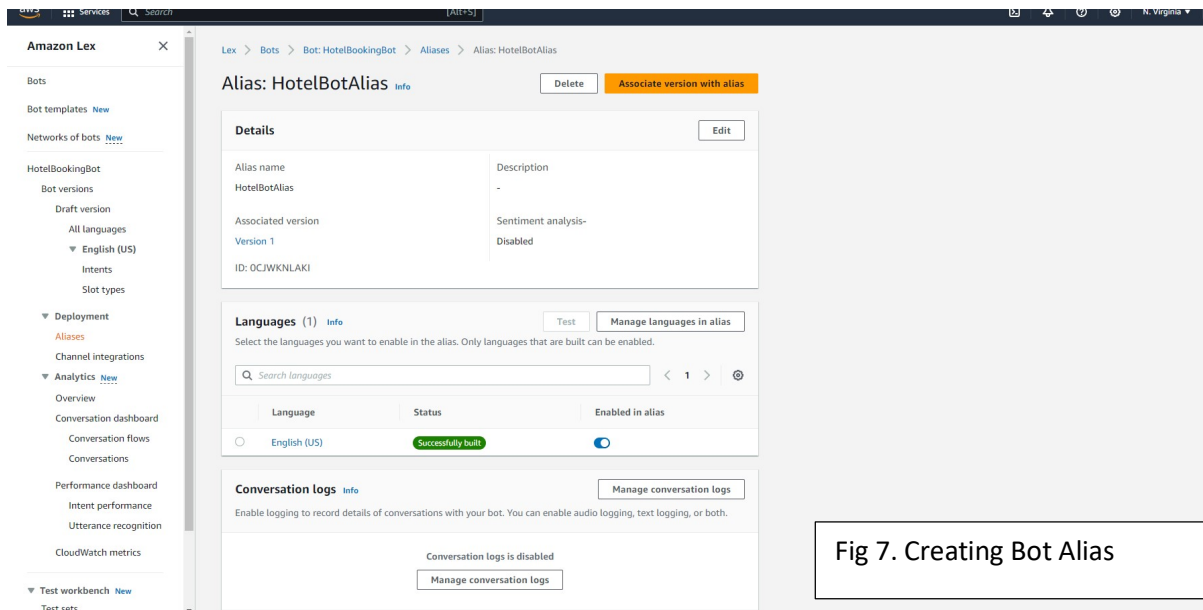 aws Services Search [Alt+S] N. Virginia
Amazon Lex
Bots
Bot templates New
Networks of bots New
HotelBookingBot
Bot versions
Draft version
All languages
English (US)
Intents
Slot types
Deployment
Aliases
Channel integrations
Analytics New
Overview
Conversation dashboard
Conversation flows
Conversations
Performance dashboard
Intent performance
Utterance recognition
CloudWatch metrics
Test workbench New
Test sets
Lex > Bots > Bot: HotelBookingBot > Aliases > Alias: HotelBotAlias
Alias: HotelBotAlias Info Delete Associate version with alias
Details Edit
Alias name Description
HotelBotAlias -
Associated version Sentiment analysis-
Version 1 Disabled
ID: 0CJWKNLAKI
Languages (1) Info Test Manage languages in alias
Select the languages you want to enable in the alias. Only languages that are built can be enabled.
Search languages < 1 >
Language Status Enabled in alias
English (US) Successfully built
Conversation logs Info Manage conversation logs
Enable logging to record details of conversations with your bot. You can enable audio logging, text logging, or both.
Conversation logs is disabled
Manage conversation logs
Fig 7. Creating Bot Alias